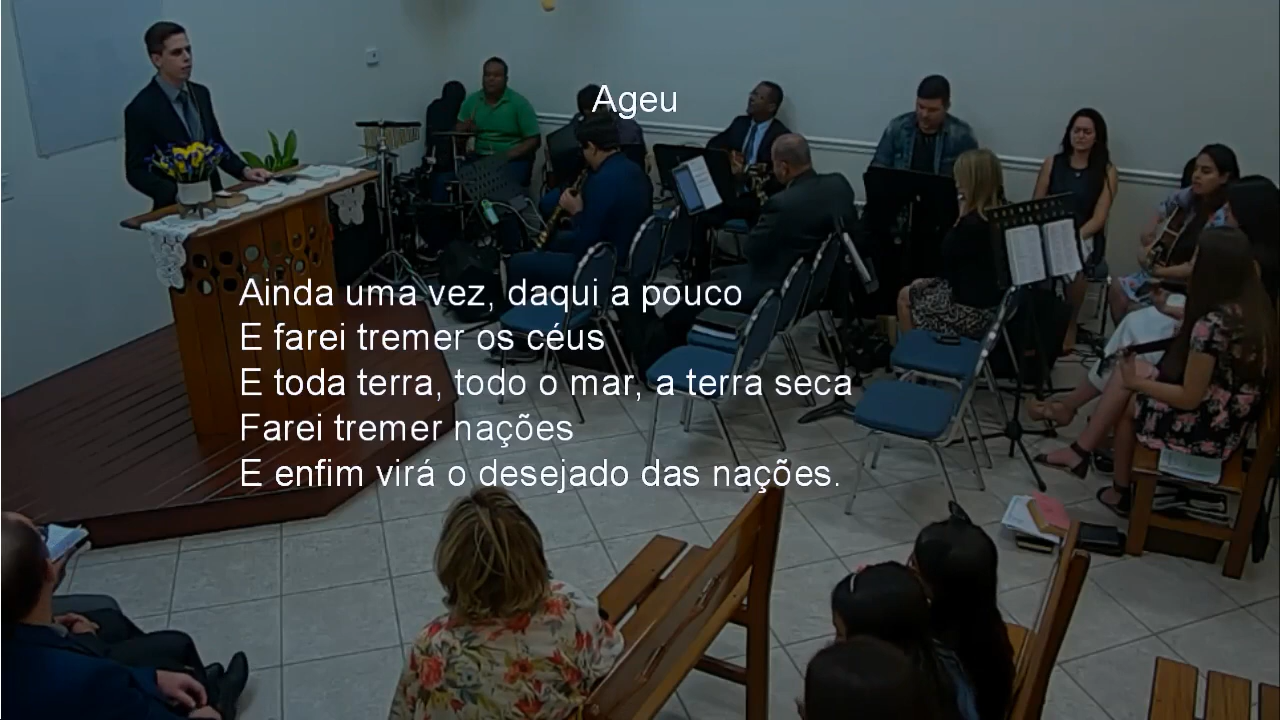 Ageu
Ainda uma vez, daqui a pouco
E farei tremer os céus
E toda terra, todo o mar, a terra seca
Farei tremer nações
E enfim virá o desejado das nações.